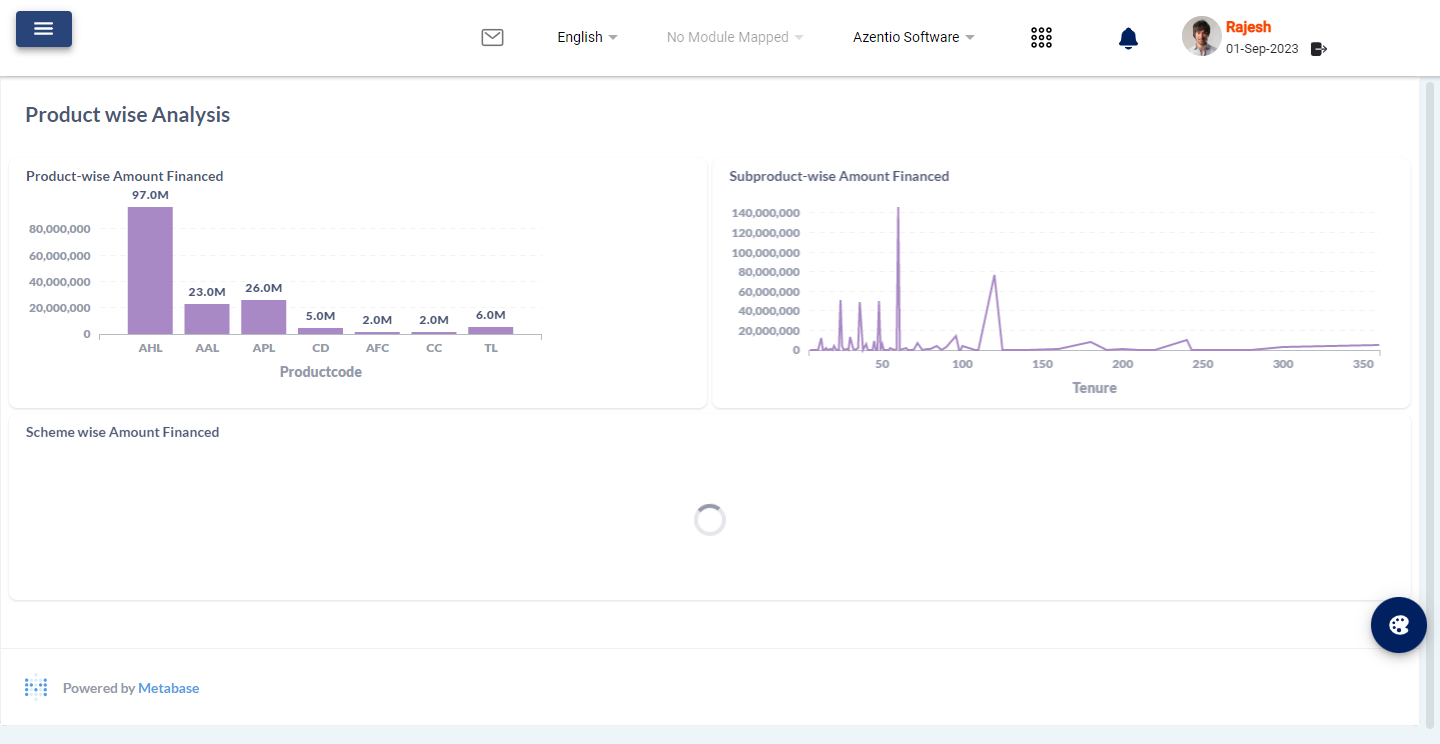 English
No Module Mapped
Azentio Software
Rajesh
01-Sep-2023
Product wise Analysis
Product-wise Amount Financed
97.0M
80,000,000
60,000,000
40,000,000
20,000,000
0
23.0M
26.0M
5.0M
2.0M
2.0M
6.0M
AHL AAL APL CD AFC CC TL
Productcode
Subproduct-wise Amount Financed
140,000,000
120,000,000
100,000,000
80,000,000
60,000,000
40,000,000
20,000,000
0
50 100 150 200 250 300 350
Tenure
Scheme wise Amount Financed
Powered by Metabase